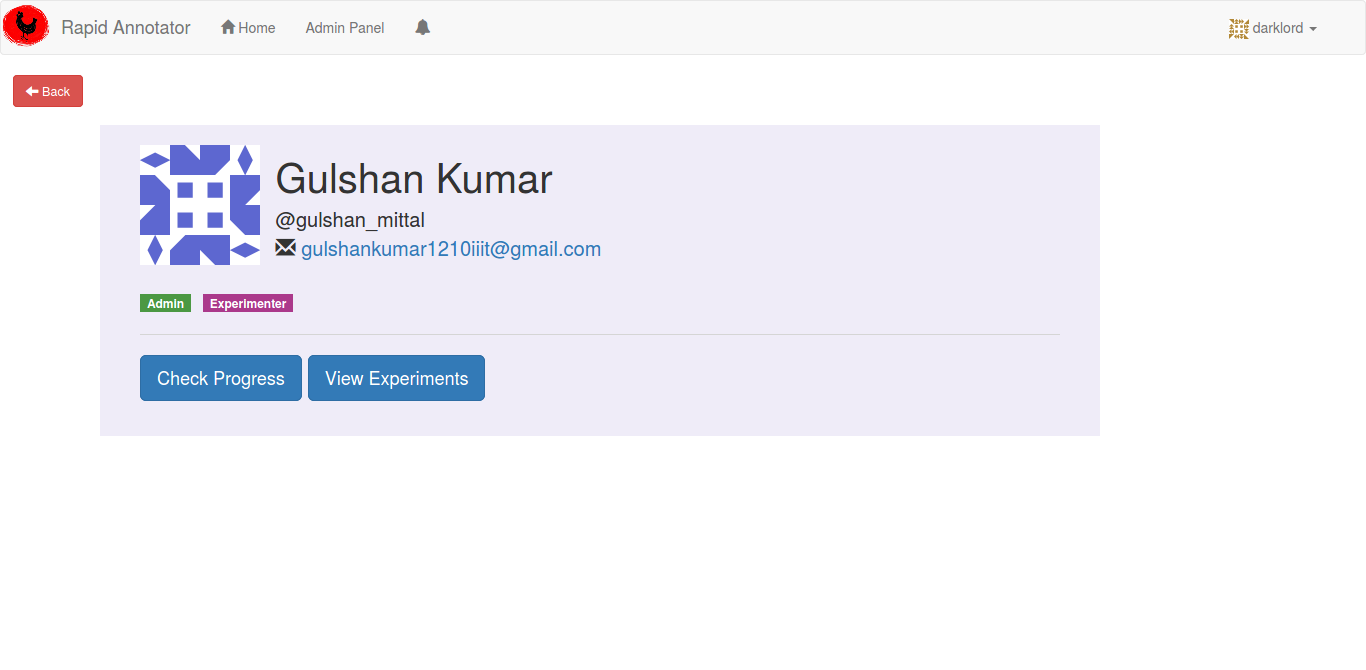 Rapid Annotator Home Admin Panel darklord
Back
Gulshan Kumar
@gulshan_mittal
gulshankumar1210iiit@gmail.com
Admin Experimenter
Check Progress View Experiments